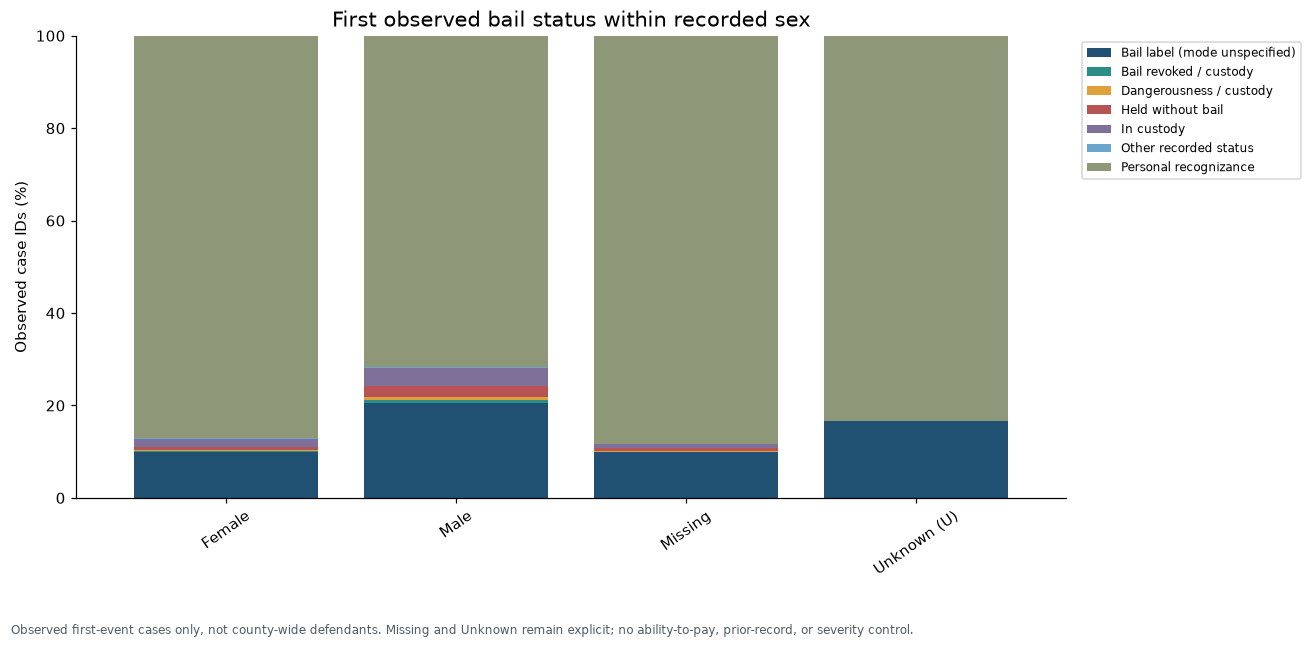 First observed bail status within recorded sex
Observed case IDs (%)
100
80
60
40
20
0
Female
Male
Missing
Unknown (U)
Bail label (mode unspecified)
Bail revoked / custody
Dangerousness / custody
Held without bail
In custody
Other recorded status
Personal recognizance
Observed first-event cases only, not county-wide defendants. Missing and Unknown remain explicit; no ability-to-pay, prior-record, or severity control.